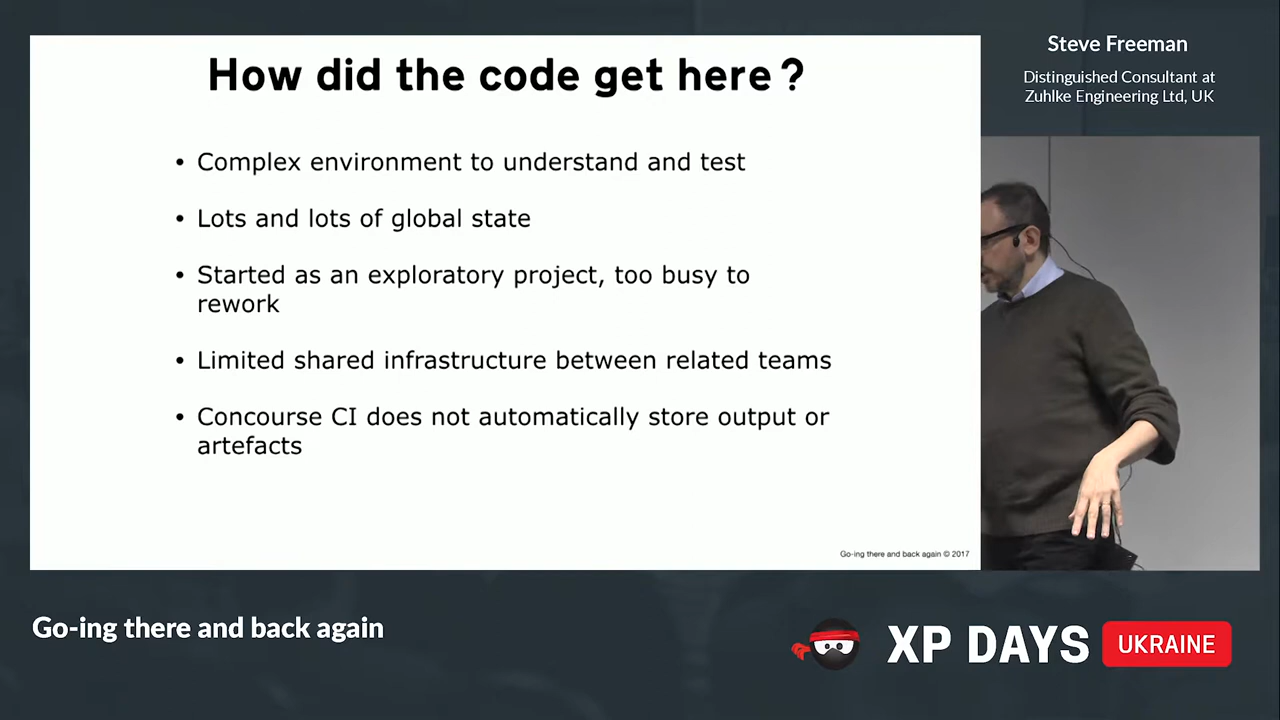 How did the code get here?
• Complex environment to understand and test
• Lots and lots of global state
• Started as an exploratory project, too busy to
rework
• Limited shared infrastructure between related teams
• Concourse CI does not automatically store output or
artefacts
Go-ing there and back again © 2017
Steve Freeman
Distinguished Consultant at
Zuhlke Engineering Ltd, UK
Go-ing there and back again
XP DAYS UKRAINE